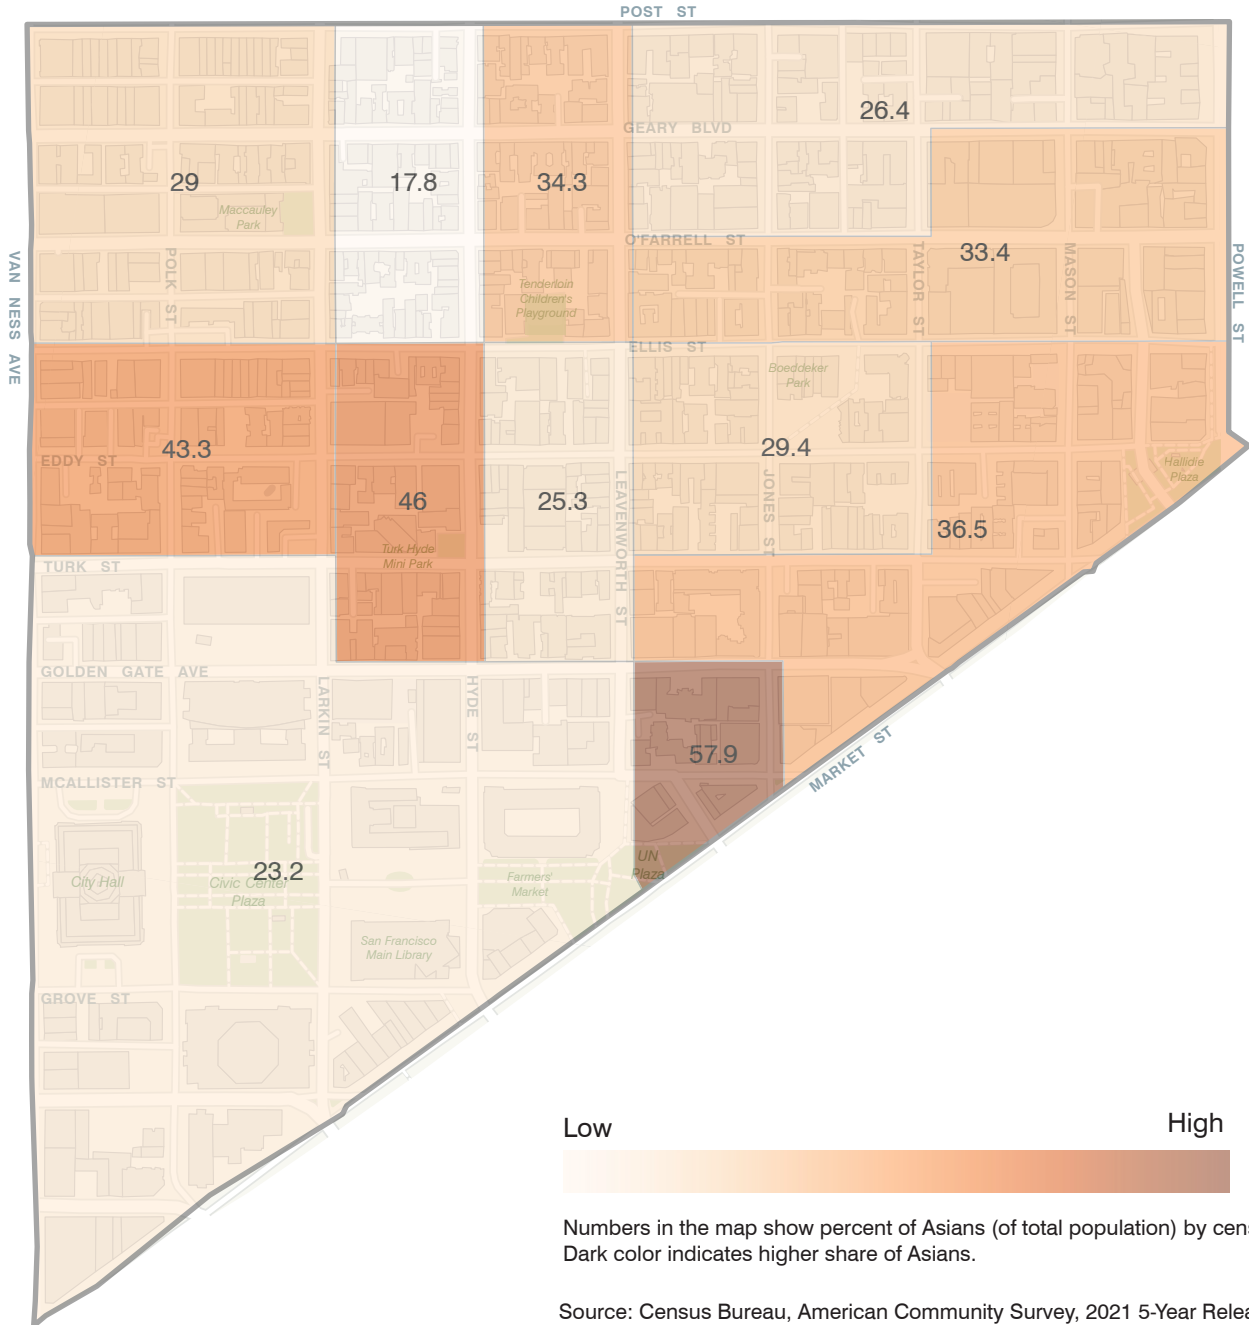 POST ST
26.4
GEARY BLVD
29
17.8
34.3
Maccauley
Park
O'FARRELL ST
33.4
VAN NESS AVE
POLK ST
TAYLOR ST
MASON ST
POWELL ST
Tenderloin
Children's
Playground
ELLIS ST
Boeddeker
Park
43.3
29.4
EDDY ST
Hallidie
Plaza
46
25.3
LEAVENWORTH ST
JONES ST
36.5
Turk Hyde
Mini Park
TURK ST
GOLDEN GATE AVE
LARKIN ST
HYDE ST
57.9
MARKET ST
MCALLISTER ST
23.2
UN
Plaza
City Hall
Civic Center
Plaza
Farmers'
Market
San Francisco
Main Library
GROVE ST
Low
High
Numbers in the map show percent of Asians (of total population) by cens
Dark color indicates higher share of Asians.
Source: Census Bureau, American Community Survey, 2021 5-Year Relea